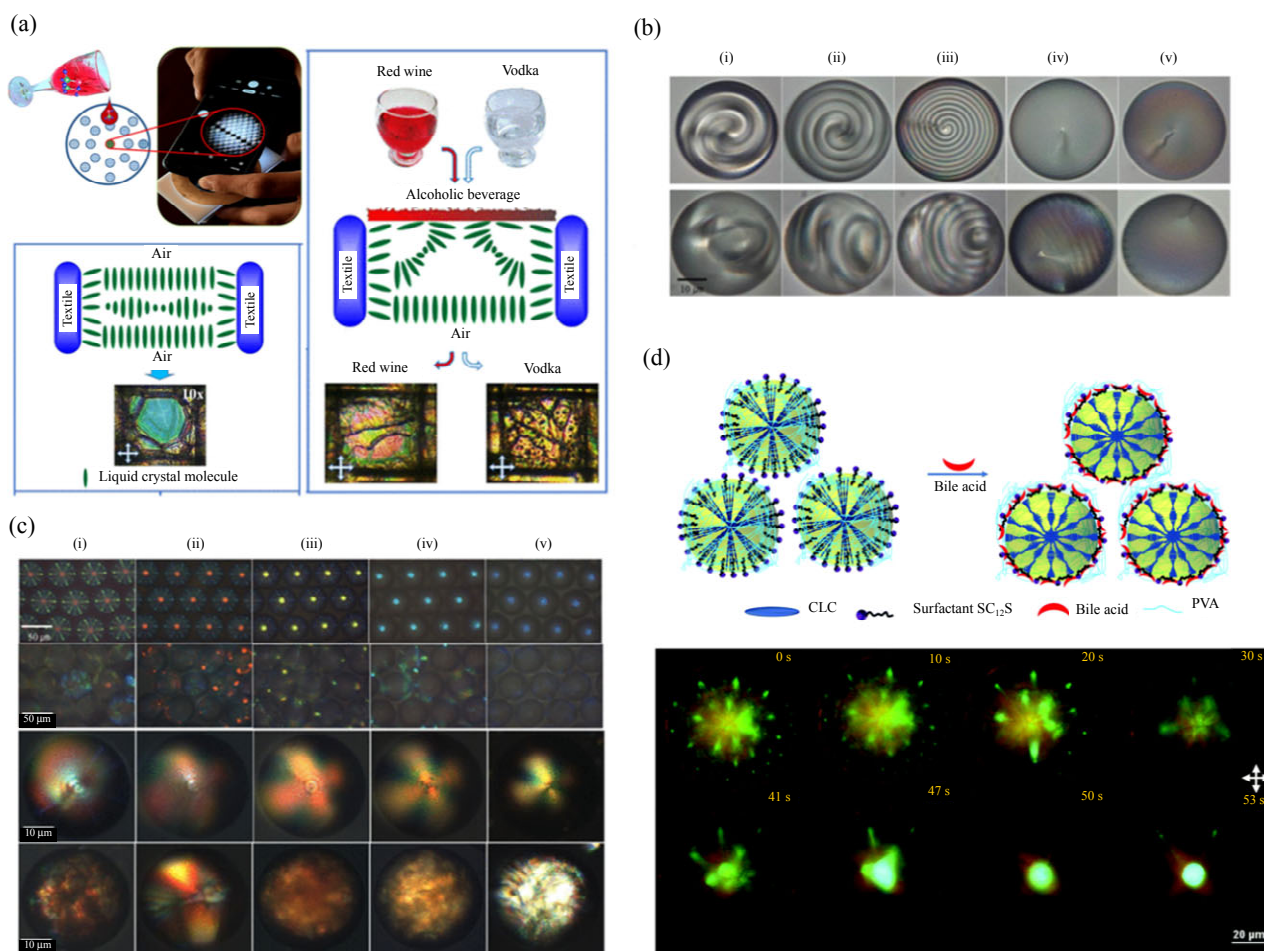 (a)
Red wine
Vodka
Alcoholic beverage
Textile
Textile
Air
Red wine
Vodka
Air
Textile
Textile
Air
10x
Liquid crystal molecule
(b)
(i) (ii) (iii) (iv) (v)
10 μm
(c)
(i) (ii) (iii) (iv) (v)
50 μm
50 μm
10 μm
10 μm
(d)
Bile acid
CLC
Surfactant SC₁₂S
Bile acid
PVA
0 s 10 s 20 s 30 s
41 s 47 s 50 s 53 s
20 μm